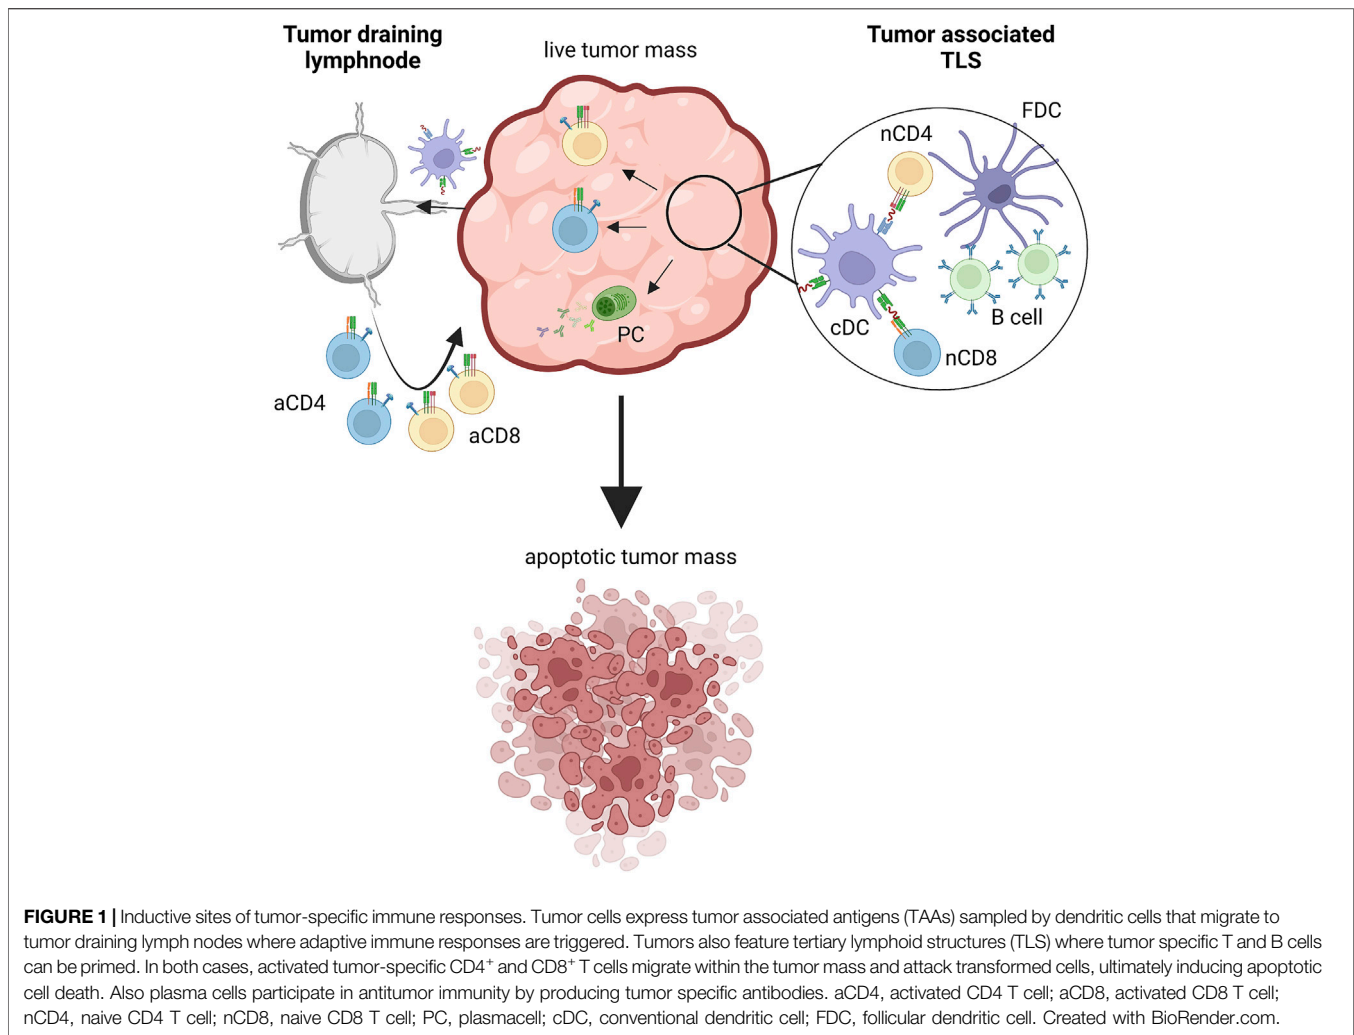 Tumor draining
lymphnode
live tumor mass
Tumor associated
TLS
FDC
nCD4
cDC
B cell
nCD8
PC
aCD4
aCD8
apoptotic tumor mass
FIGURE 1 | Inductive sites of tumor-specific immune responses. Tumor cells express tumor associated antigens (TAAs) sampled by dendritic cells that migrate to
tumor draining lymph nodes where adaptive immune responses are triggered. Tumors also feature tertiary lymphoid structures (TLS) where tumor specific T and B cells
can be primed. In both cases, activated tumor-specific CD4⁺ and CD8⁺ T cells migrate within the tumor mass and attack transformed cells, ultimately inducing apoptotic
cell death. Also plasma cells participate in antitumor immunity by producing tumor specific antibodies. aCD4, activated CD4 T cell; aCD8, activated CD8 T cell;
nCD4, naive CD4 T cell; nCD8, naive CD8 T cell; PC, plasmacell; cDC, conventional dendritic cell; FDC, follicular dendritic cell. Created with BioRender.com.